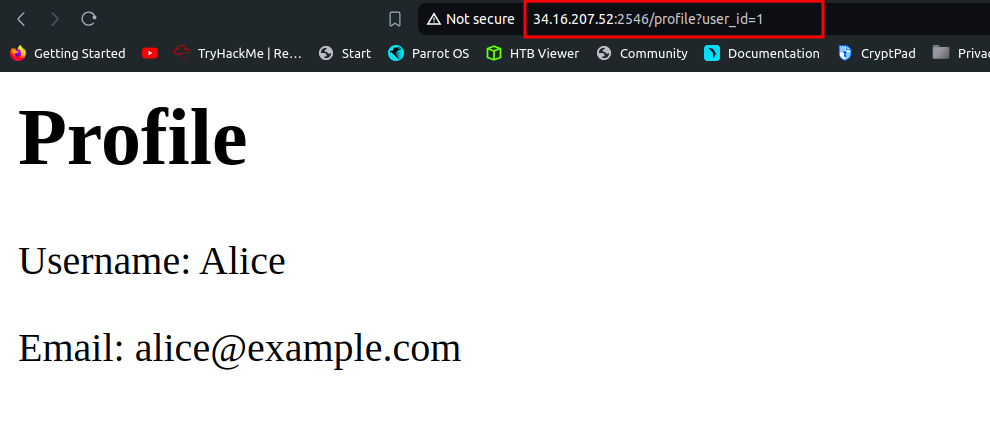 Not secure 34.16.207.52:2546/profile?user_id=1
Getting Started TryHackMe | Re... Start Parrot OS HTB Viewer Community Documentation CryptPad Privac
Profile
Username: Alice
Email: alice@example.com